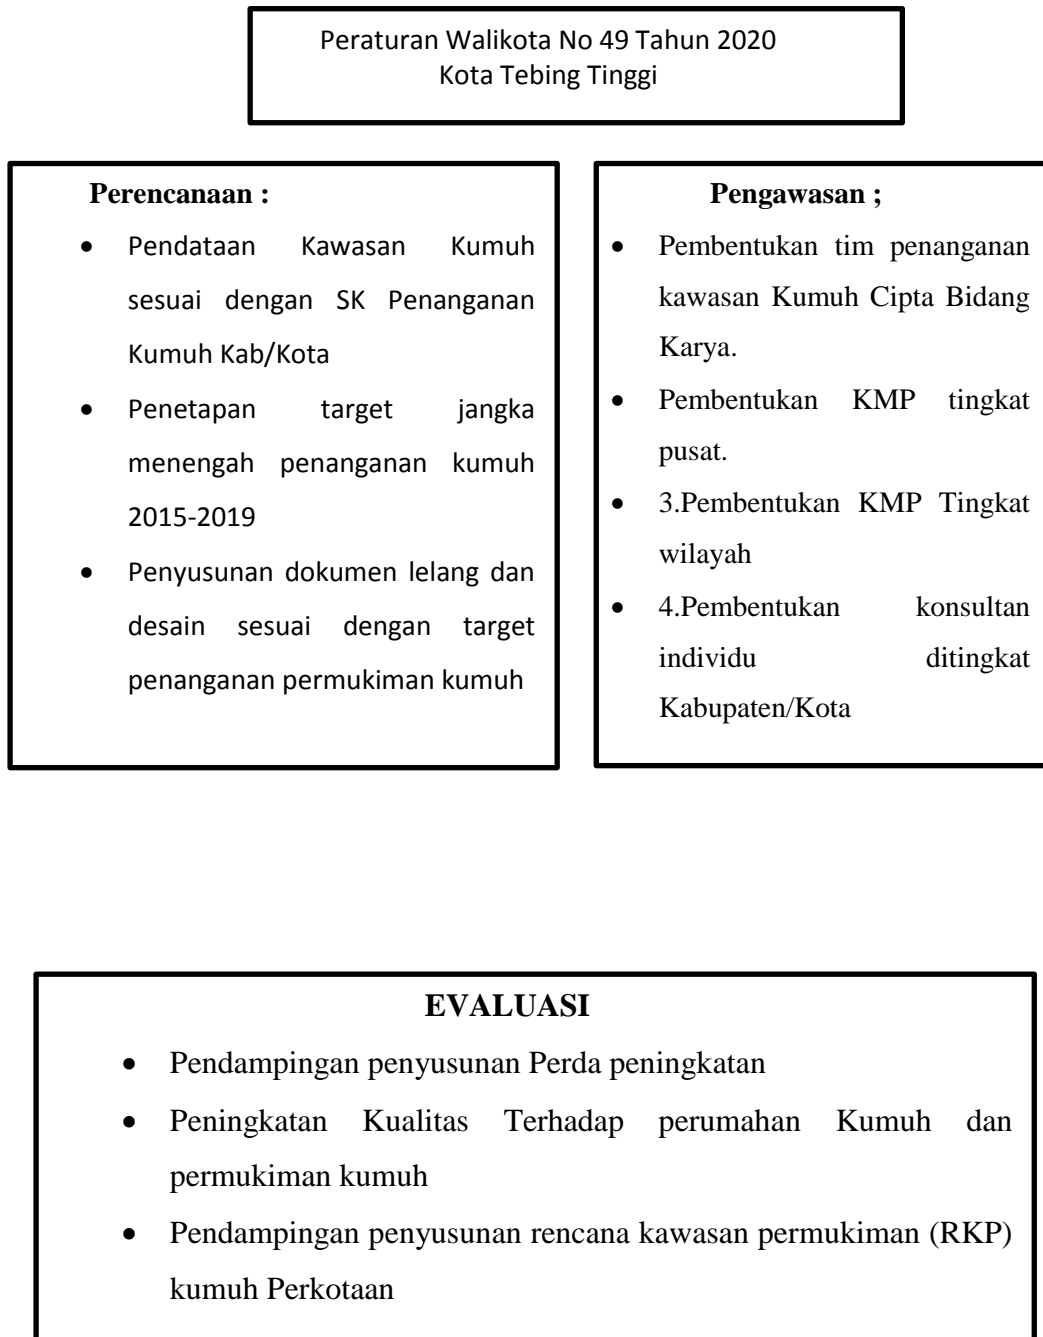 Peraturan Walikota No 49 Tahun 2020
Kota Tebing Tinggi
Perencanaan :
• Pendataan Kawasan Kumuh
sesuai dengan SK Penanganan
Kumuh Kab/Kota
• Penetapan target jangka
menengah penanganan kumuh
2015-2019
• Penyusunan dokumen lelang dan
desain sesuai dengan target
penanganan permukiman kumuh
Pengawasan ;
• Pembentukan tim penanganan
kawasan Kumuh Cipta Bidang
Karya.
• Pembentukan KMP tingkat
pusat.
• 3.Pembentukan KMP Tingkat
wilayah
• 4.Pembentukan konsultan
individu ditingkat
Kabupaten/Kota
EVALUASI
• Pendampingan penyusunan Perda peningkatan
• Peningkatan Kualitas Terhadap perumahan Kumuh dan
permukiman kumuh
• Pendampingan penyusunan rencana kawasan permukiman (RKP)
kumuh Perkotaan